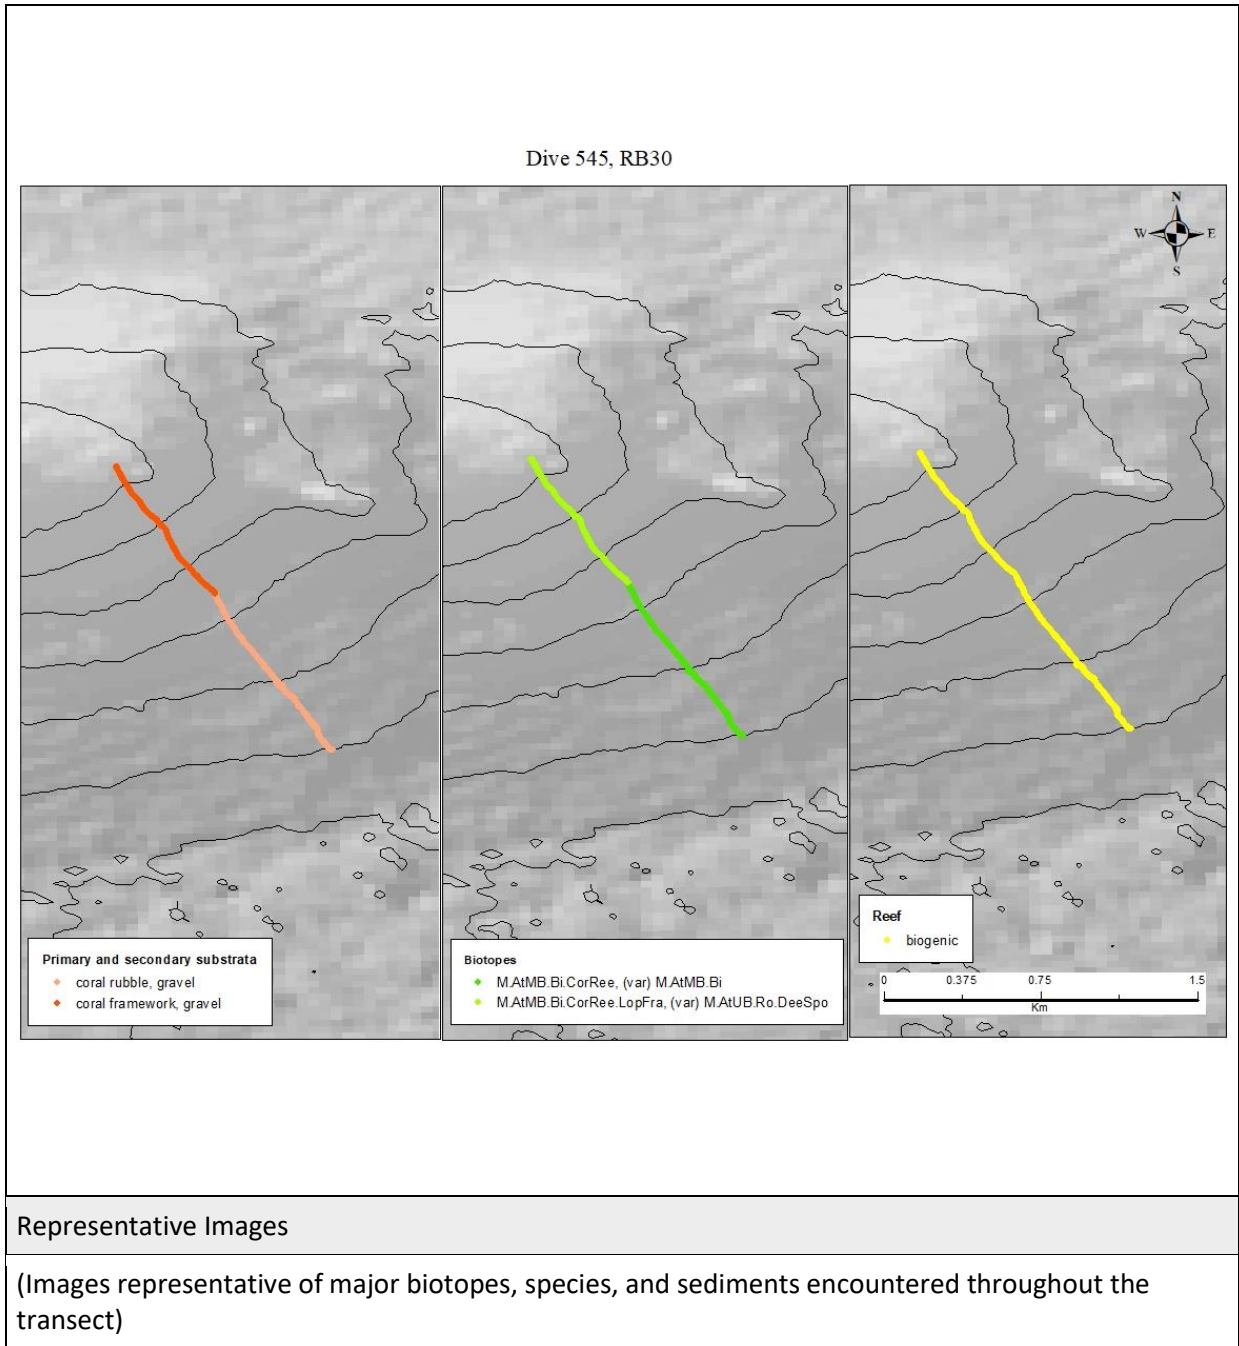 Dive 545, RB30
N
W E
S
Primary and secondary substrata
coral rubble, gravel
coral framework, gravel
Biotopes
M.AtMB.Bi.CorRee, (var) M.AtMB.Bi
M.AtMB.Bi.CorRee.LopFra, (var) M.AtUB.Ro.DeeSpo
Reef
biogenic
0 0.375 0.75 1.5
Km
Representative Images
(Images representative of major biotopes, species, and sediments encountered throughout the
transect)